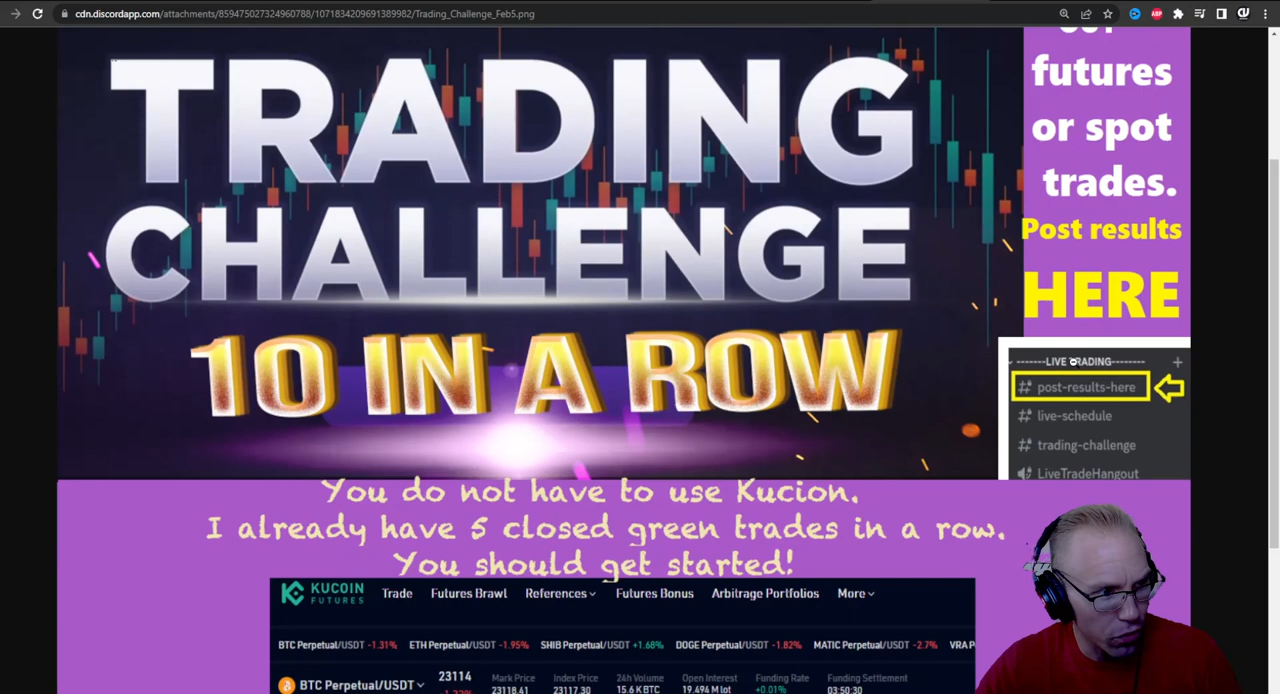 cdn.discordapp.com/attachments/859475027324960788/1071834209691389982/Trading_Challenge_Feb5.png
TRADING
CHALLENGE
10 IN A ROW
futures
or spot
trades.
Post results
HERE
-------LIVE TRADING--------
post-results-here
live-schedule
trading-challenge
LiveTradeHangout
You do not have to use Kucion.
I already have 5 closed green trades in a row.
You should get started!
KUCOIN FUTURES Trade Futures Brawl References Futures Bonus Arbitrage Portfolios More
BTC Perpetual/USDT -1.31% ETH Perpetual/USDT -1.95% SHIB Perpetual/USDT +1.68% DOGE Perpetual/USDT -1.82% MATIC Perpetual/USDT -2.7% VRA P
BTC Perpetual/USDT 23114 Mark Price Index Price 24h Volume Open Interest Funding Rate Funding Settlement
23118.41 23117.30 15.6 K BTC 19.494 M lot +0.01% 03:50:30